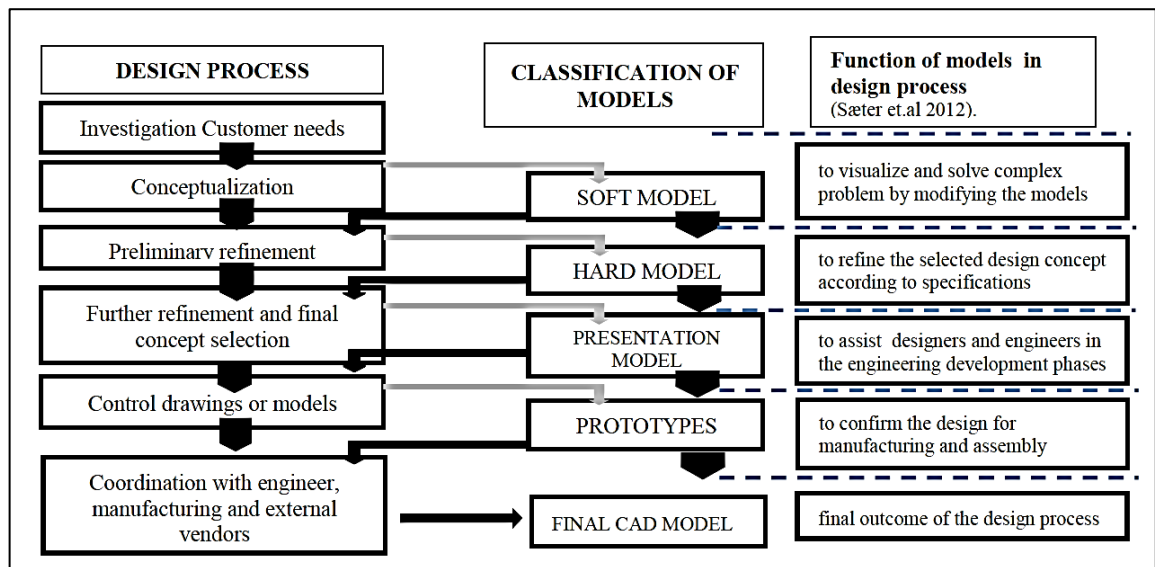 DESIGN PROCESS
CLASSIFICATION OF
MODELS
Function of models in
design process
(Sæter et.al 2012).
Investigation Customer needs
Conceptualization
SOFT MODEL
to visualize and solve complex
problem by modifying the models
Preliminary refinement
HARD MODEL
to refine the selected design concept
according to specifications
Further refinement and final
concept selection
PRESENTATION
MODEL
to assist designers and engineers in
the engineering development phases
Control drawings or models
PROTOTYPES
to confirm the design for
manufacturing and assembly
Coordination with engineer,
manufacturing and external
vendors
FINAL CAD MODEL
final outcome of the design process